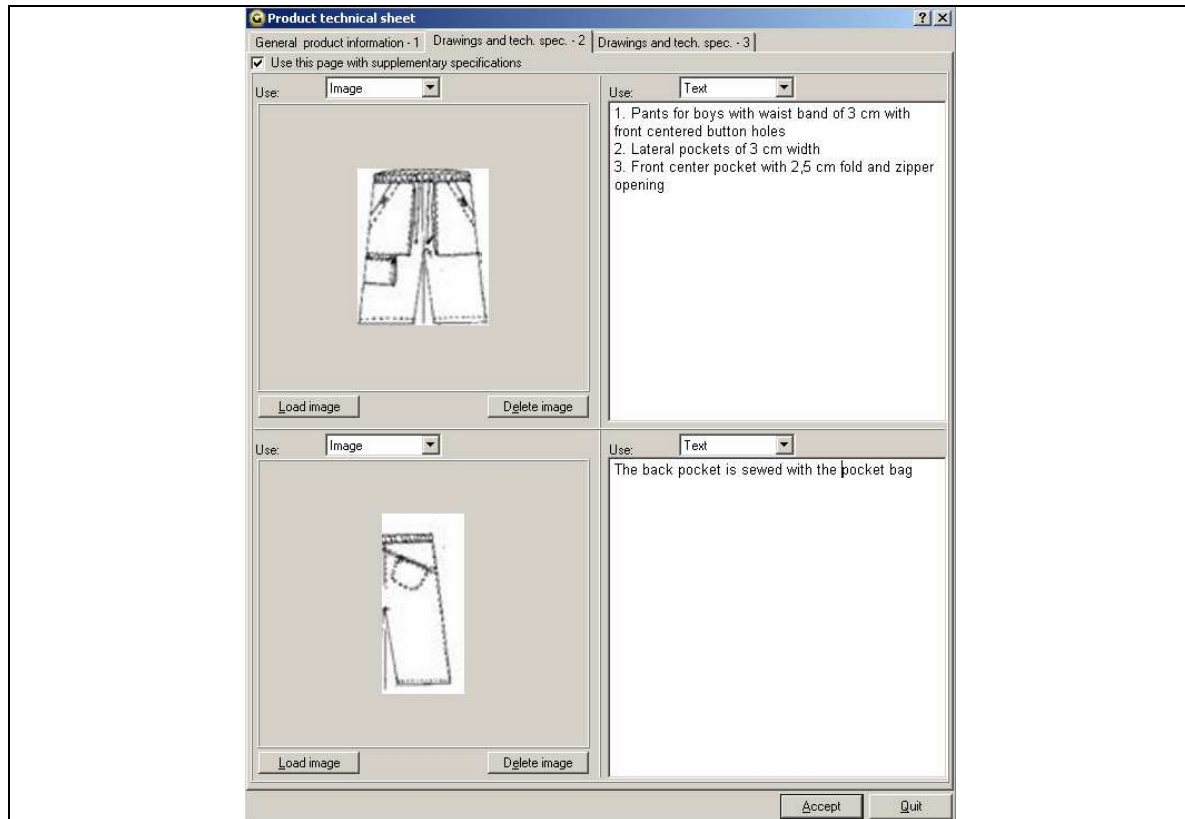 Product technical sheet
General product information - 1
Drawings and tech. spec. - 2
Drawings and tech. spec. - 3
Use this page with supplementary specifications
Use:
Image
Load image
Delete image
Use:
Text
1. Pants for boys with waist band of 3 cm with
front centered button holes
2. Lateral pockets of 3 cm width
3. Front center pocket with 2,5 cm fold and zipper
opening
Use:
Image
Load image
Delete image
Use:
Text
The back pocket is sewed with the pocket bag
Accept
Quit